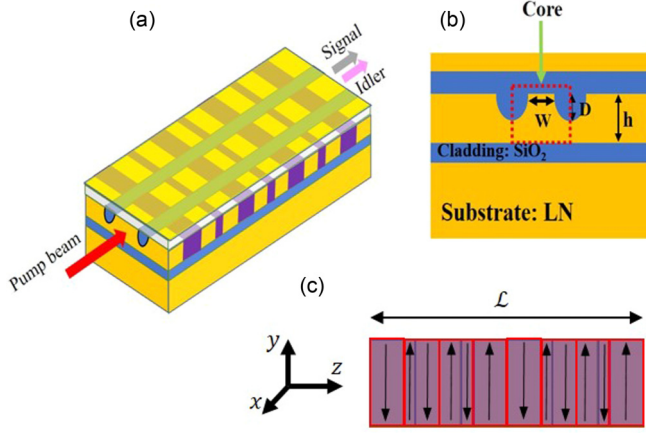 (a)
Signal
Idler
Pump beam
(b)
Core
W
D
h
Cladding: SiO₂
Substrate: LN
(c)
ℒ
y
z
x